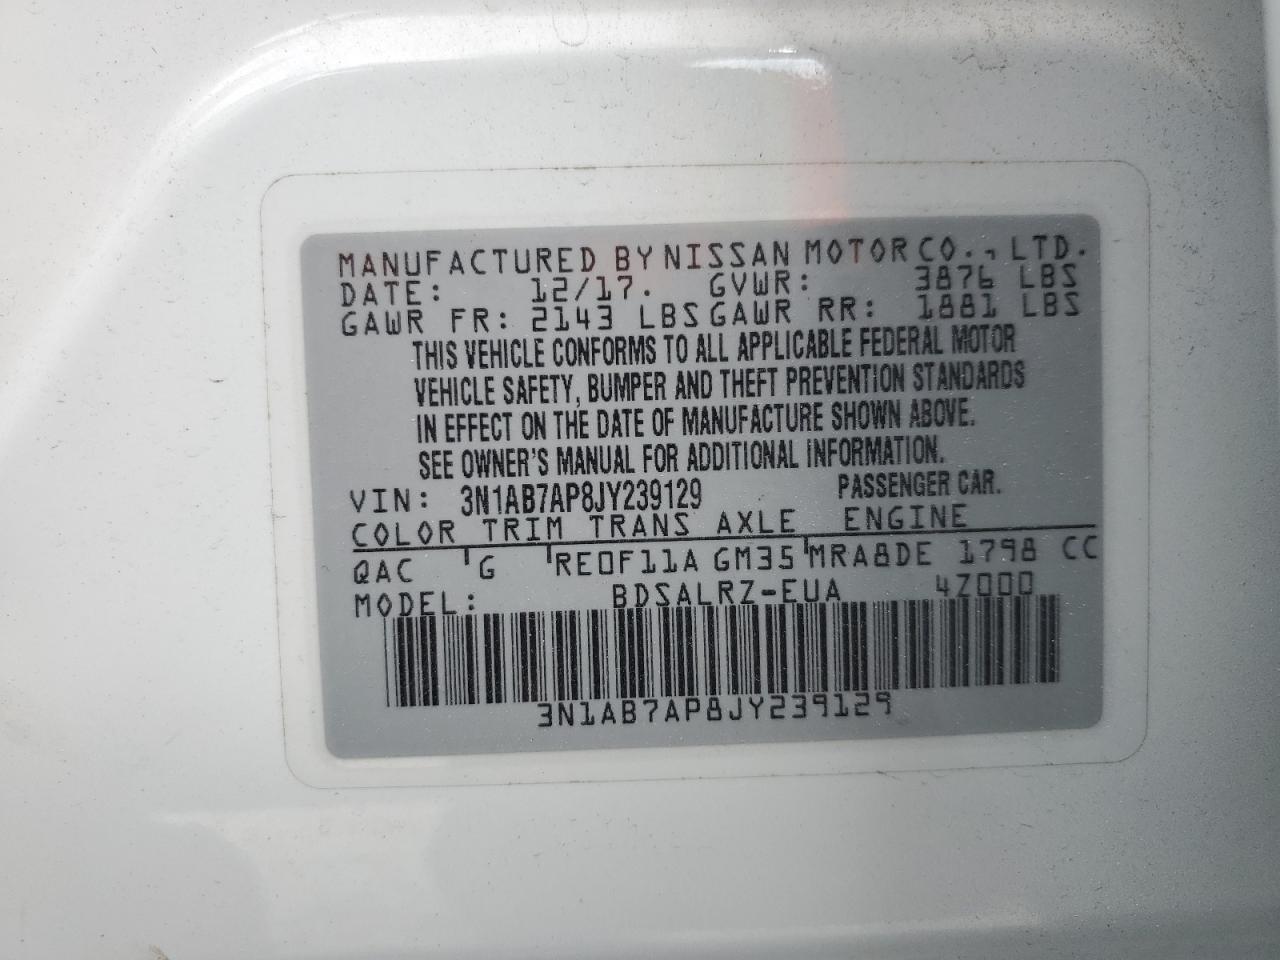 MANUFACTURED BY NISSAN MOTOR CO., LTD.
DATE: 12/17. GVWR: 3876 LBS
GAWR FR: 2143 LBS GAWR RR: 1881 LBS
THIS VEHICLE CONFORMS TO ALL APPLICABLE FEDERAL MOTOR
VEHICLE SAFETY, BUMPER AND THEFT PREVENTION STANDARDS
IN EFFECT ON THE DATE OF MANUFACTURE SHOWN ABOVE.
SEE OWNER'S MANUAL FOR ADDITIONAL INFORMATION.
VIN: 3N1AB7AP8JY239129 PASSENGER CAR.
COLOR TRIM TRANS AXLE ENGINE
QAC G RE0F11A GM35 MRA8DE 1798 CC
MODEL: BDSALRZ-EUA 4Z000
3N1AB7AP8JY239129